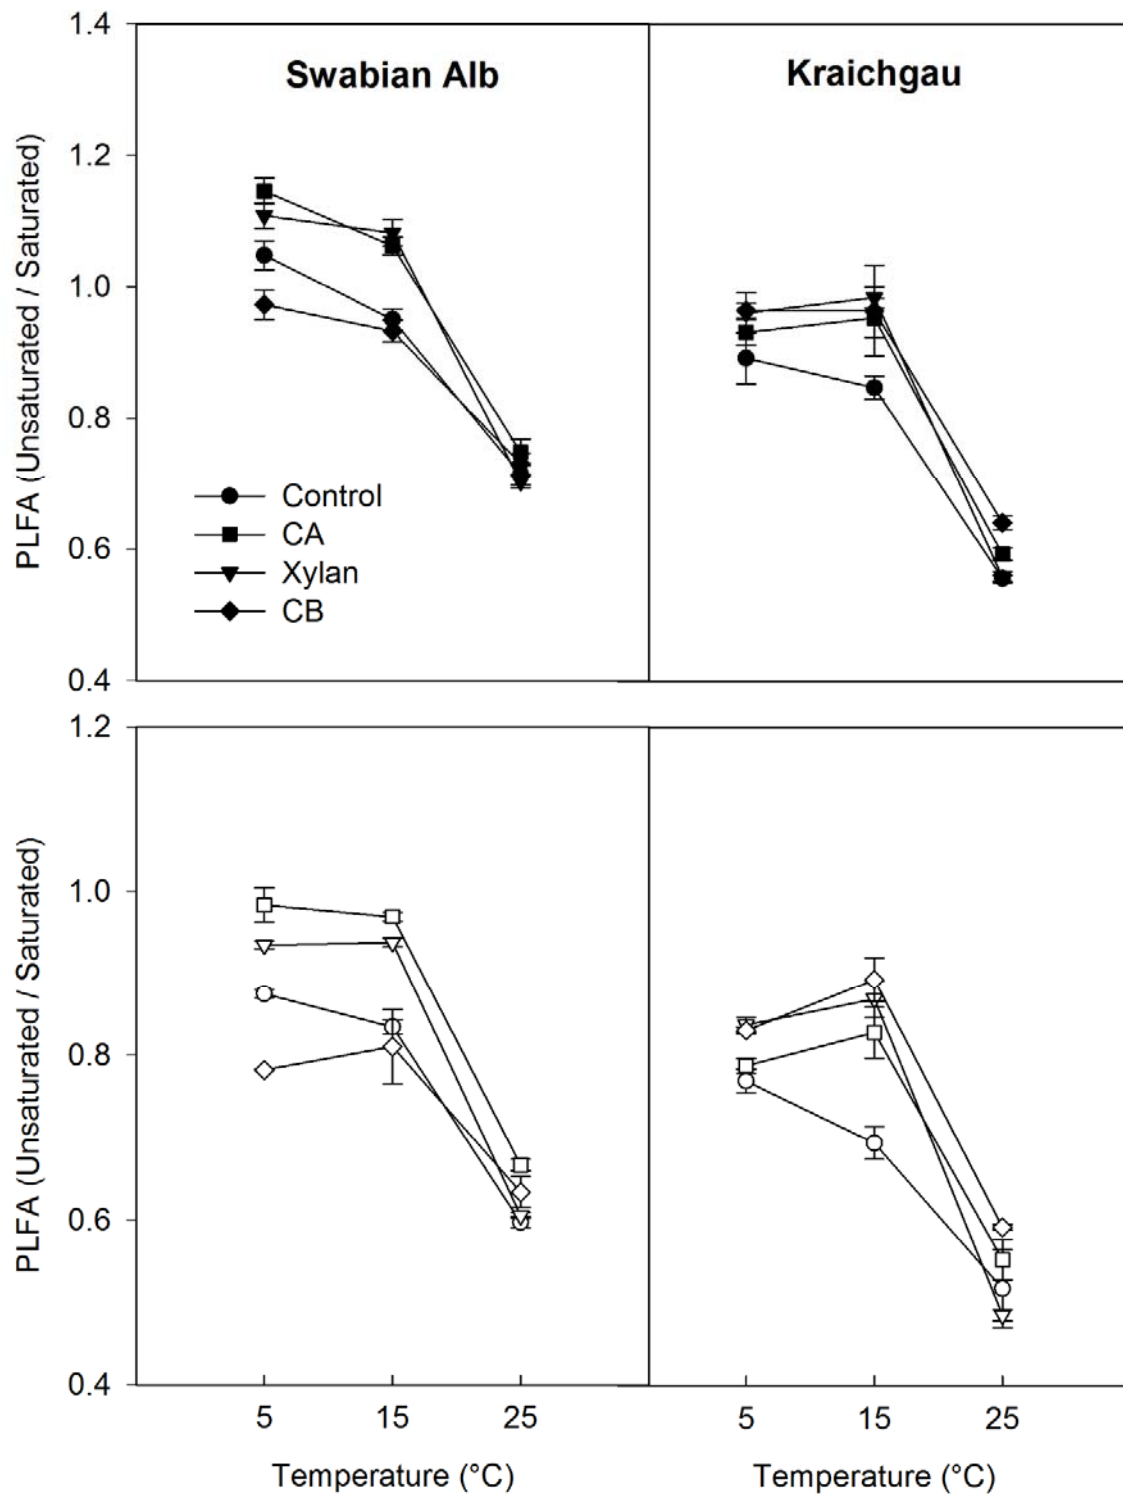 Swabian Alb
Kraichgau
PLFA (Unsaturated / Saturated)
1.4
1.2
1.0
0.8
0.6
0.4
Control
CA
Xylan
CB
PLFA (Unsaturated / Saturated)
1.2
1.0
0.8
0.6
0.4
5 15 25
5 15 25
Temperature (°C)
Temperature (°C)